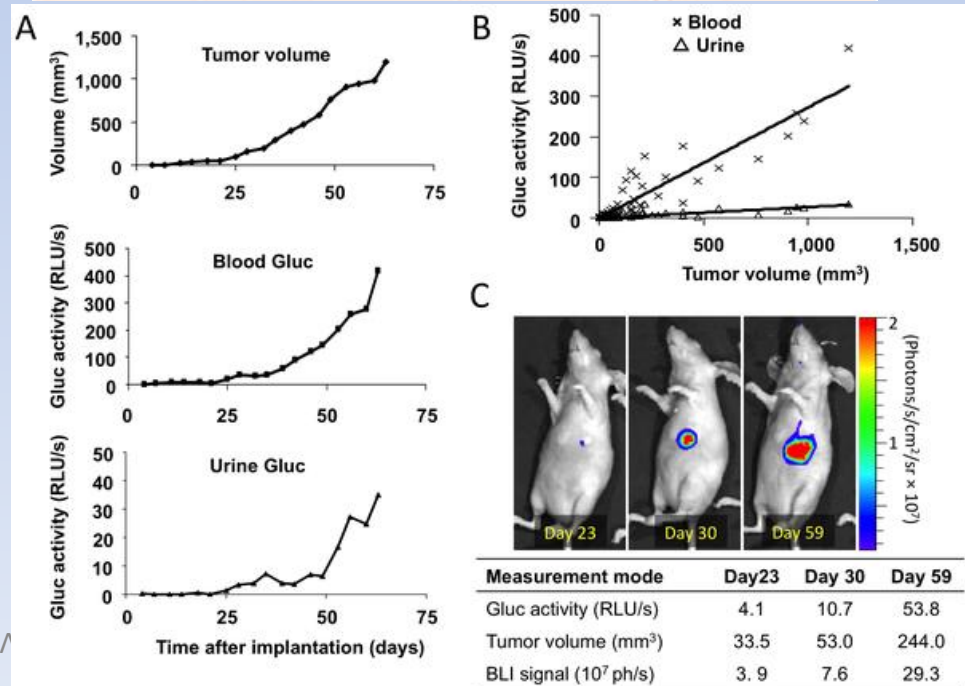 A
Tumor volume
Volume (mm³)
1,500
1,000
500
0
0
25
50
75
Blood Gluc
Gluc activity (RLU/s)
500
400
300
200
100
0
0
25
50
75
Urine Gluc
Gluc activity (RLU/s)
50
40
30
20
10
0
0
25
50
75
Time after implantation (days)
B
× Blood
△ Urine
Gluc activity( RLU/s)
500
400
300
200
100
0
0
500
1,000
1,500
Tumor volume (mm³)
C
Day 23
Day 30
Day 59
2
1
(Photons/s/cm²/sr × 10⁷)
Measurement mode Day23 Day 30 Day 59
Gluc activity (RLU/s) 4.1 10.7 53.8
Tumor volume (mm³) 33.5 53.0 244.0
BLI signal (10⁷ ph/s) 3. 9 7.6 29.3